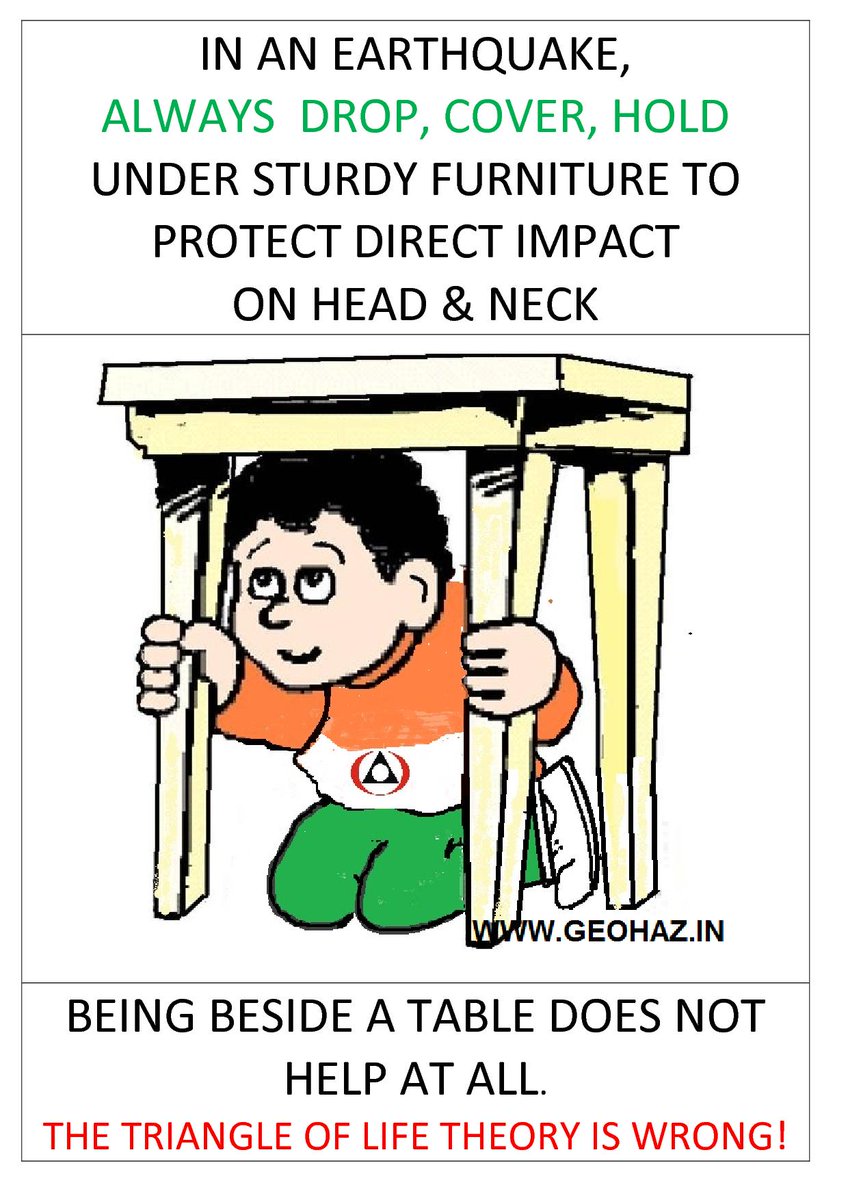 IN AN EARTHQUAKE,
ALWAYS DROP, COVER, HOLD
UNDER STURDY FURNITURE TO
PROTECT DIRECT IMPACT
ON HEAD & NECK
WWW.GEOHAZ.IN
BEING BESIDE A TABLE DOES NOT
HELP AT ALL.
THE TRIANGLE OF LIFE THEORY IS WRONG!